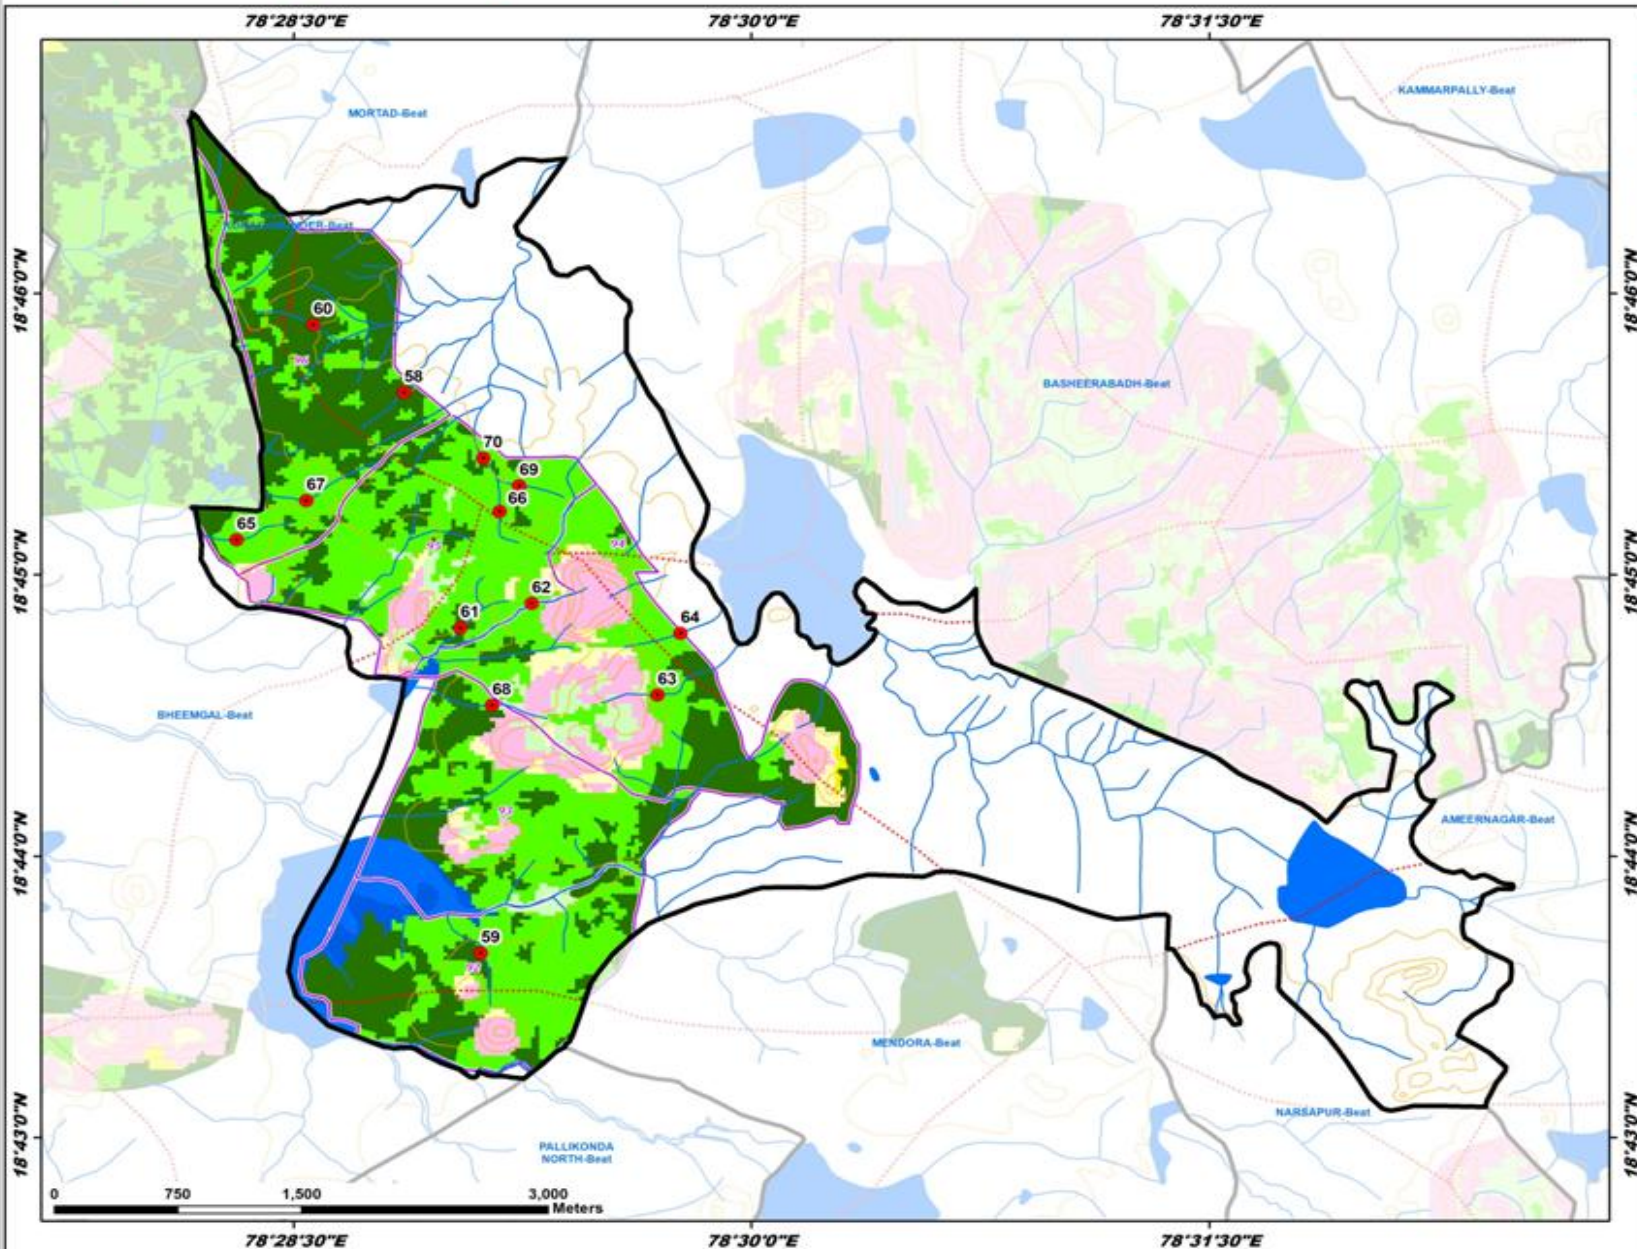 78°28'30"E 78°30'0"E 78°31'30"E
KAMMARPALLY-Beat
MORTAD-Beat
18°46'0"N 18°46'0"N
60
96
58
BASHEERABADH-Beat
70
69
67
66
65
95
94
18°45'0"N 18°45'0"N
62
61
64
63
68
BHEEMGAL-Beat
93
AMEERNAGAR-Beat
18°44'0"N 18°44'0"N
59
MENDORA-Beat
NARSAPUR-Beat
18°43'0"N 18°43'0"N
PALLIKONDA
NORTH-Beat
0 750 1,500 3,000
Meters
78°28'30"E 78°30'0"E 78°31'30"E